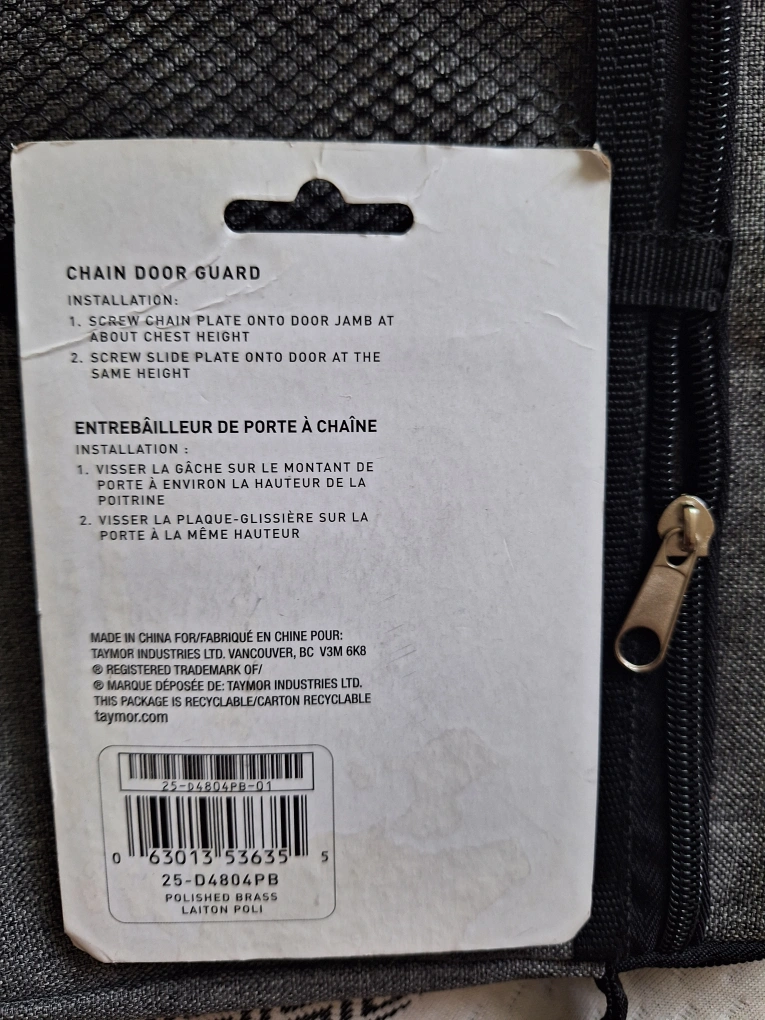 CHAIN DOOR GUARD
INSTALLATION:
1. SCREW CHAIN PLATE ONTO DOOR JAMB AT
ABOUT CHEST HEIGHT
2. SCREW SLIDE PLATE ONTO DOOR AT THE
SAME HEIGHT
ENTREBÂILLEUR DE PORTE À CHAÎNE
INSTALLATION :
1. VISSER LA GÂCHE SUR LE MONTANT DE
PORTE À ENVIRON LA HAUTEUR DE LA
POITRINE
2. VISSER LA PLAQUE-GLISSIÈRE SUR LA
PORTE À LA MÊME HAUTEUR
MADE IN CHINA FOR/FABRIQUÉ EN CHINE POUR:
TAYMOR INDUSTRIES LTD. VANCOUVER, BC V3M 6K8
® REGISTERED TRADEMARK OF/
® MARQUE DÉPOSÉE DE: TAYMOR INDUSTRIES LTD.
THIS PACKAGE IS RECYCLABLE/CARTON RECYCLABLE
taymor.com
25-D4804PB-01
0 63013 53635 5
25-D4804PB
POLISHED BRASS
LAITON POLI